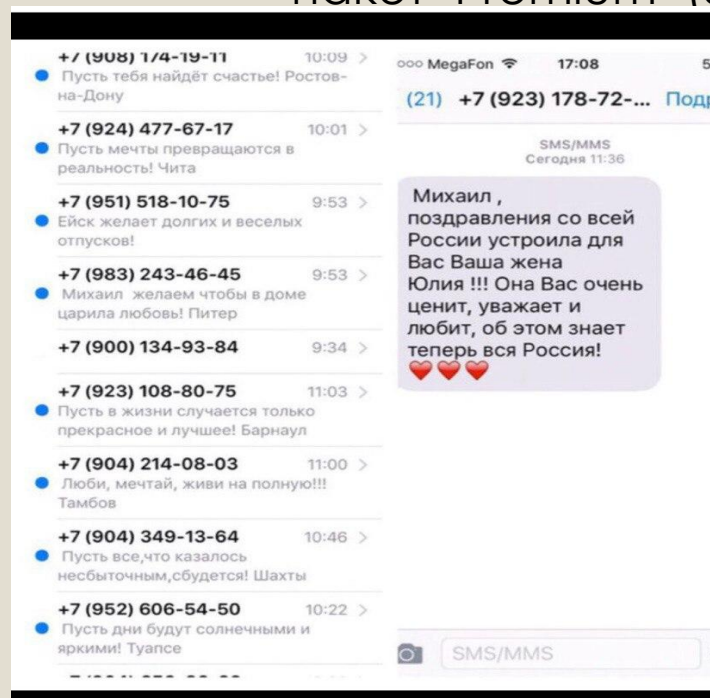 +7 (908) 174-19-11 10:09
Пусть тебя найдёт счастье! Ростов-
на-Дону
+7 (924) 477-67-17 10:01
Пусть мечты превращаются в
реальность! Чита
+7 (951) 518-10-75 9:53
Ейск желает долгих и веселых
отпусков!
+7 (983) 243-46-45 9:53
Михаил желаем чтобы в доме
царила любовь! Питер
+7 (900) 134-93-84 9:34
+7 (923) 108-80-75 11:03
Пусть в жизни случается только
прекрасное и лучшее! Барнаул
+7 (904) 214-08-03 11:00
Люби, мечтай, живи на полную!!!
Тамбов
+7 (904) 349-13-64 10:46
Пусть все,что казалось
несбыточным,сбудется! Шахты
+7 (952) 606-54-50 10:22
Пусть дни будут солнечными и
яркими! Туапсе
MegaFon 17:08
(21) +7 (923) 178-72-...
SMS/MMS
Сегодня 11:36
Михаил ,
поздравления со всей
России устроила для
Вас Ваша жена
Юлия !!! Она Вас очень
ценит, уважает и
любит, об этом знает
теперь вся Россия!
❤️❤️❤️
SMS/MMS